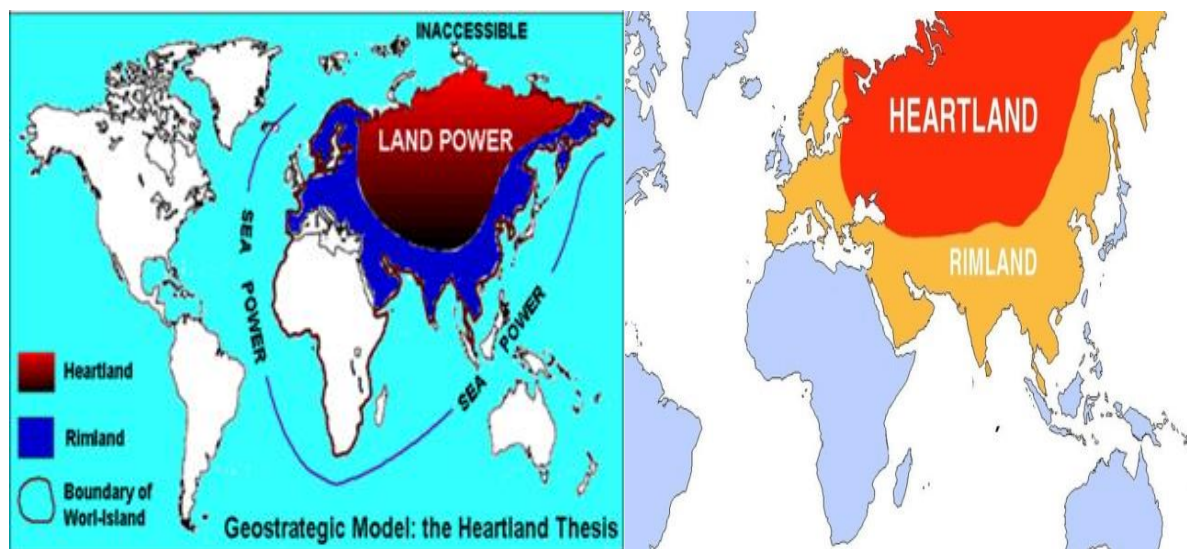 INACCESSIBLE
LAND POWER
SEA
POWER
SEA
POWER
Heartland
Rimland
Boundary of
Worl-Island
Geostrategic Model: the Heartland Thesis
HEARTLAND
RIMLAND